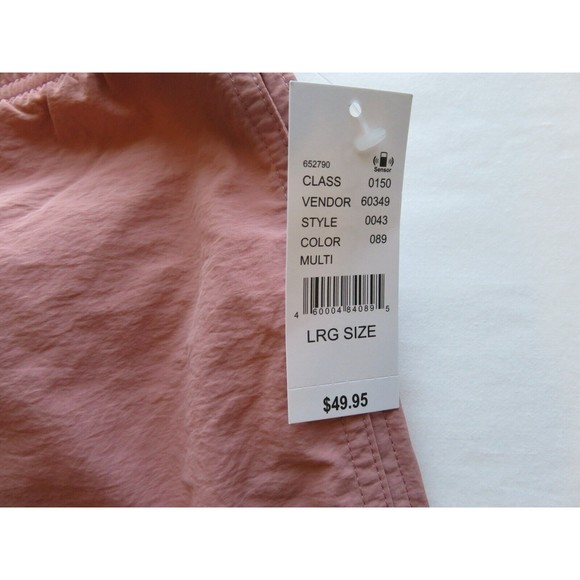 652790
Sensor
CLASS 0150
VENDOR 60349
STYLE 0043
COLOR 089
MULTI
4 60004 84089 5
LRG SIZE
$49.95